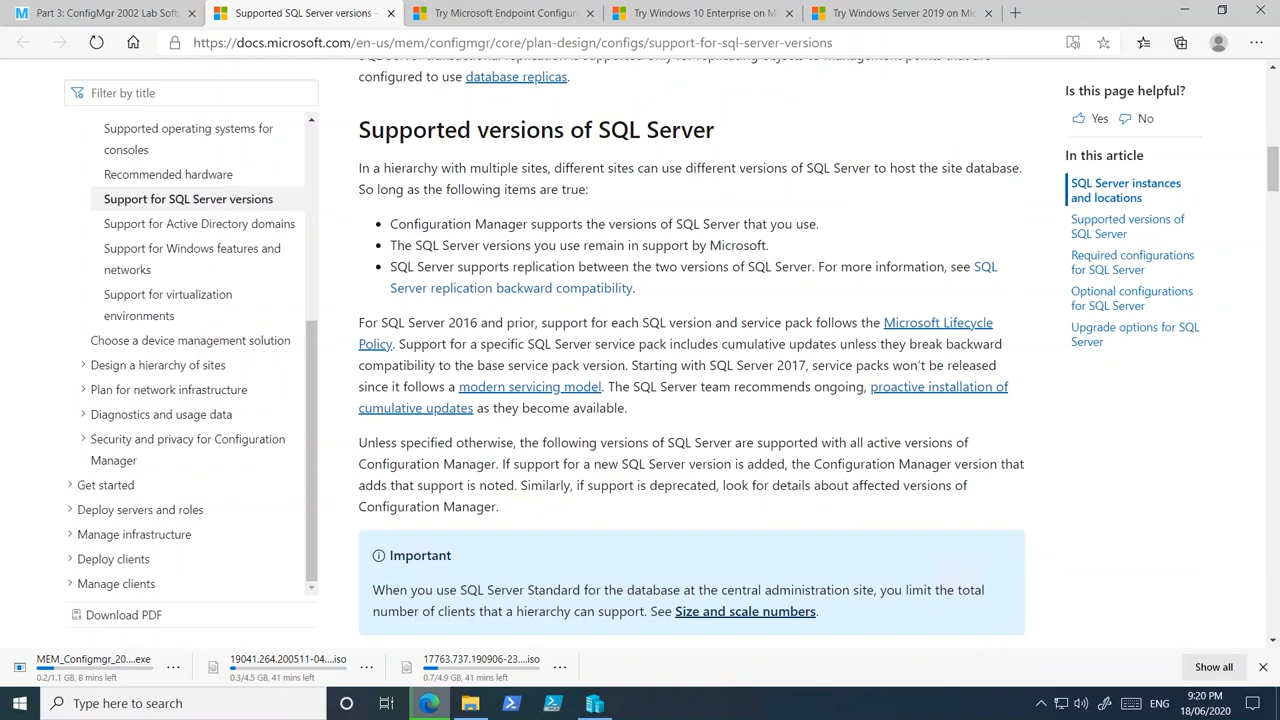 Part 3: ConfigMgr2002 Lab Soft
Supported SQL Server versions -
Try Microsoft Endpoint Configur
Try Windows 10 Enterprise on M
Try Windows Server 2019 on Mic
https://docs.microsoft.com/en-us/mem/configmgr/core/plan-design/configs/support-for-sql-server-versions
Filter by title
Supported operating systems for
consoles
Recommended hardware
Support for SQL Server versions
Support for Active Directory domains
Support for Windows features and
networks
Support for virtualization
environments
Choose a device management solution
Design a hierarchy of sites
Plan for network infrastructure
Diagnostics and usage data
Security and privacy for Configuration
Manager
Get started
Deploy servers and roles
Manage infrastructure
Deploy clients
Manage clients
Download PDF
SQL Server transactional replication is supported only for replicating objects to management points that are
configured to use database replicas.
Supported versions of SQL Server
In a hierarchy with multiple sites, different sites can use different versions of SQL Server to host the site database.
So long as the following items are true:
• Configuration Manager supports the versions of SQL Server that you use.
• The SQL Server versions you use remain in support by Microsoft.
• SQL Server supports replication between the two versions of SQL Server. For more information, see SQL
Server replication backward compatibility.
For SQL Server 2016 and prior, support for each SQL version and service pack follows the Microsoft Lifecycle
Policy. Support for a specific SQL Server service pack includes cumulative updates unless they break backward
compatibility to the base service pack version. Starting with SQL Server 2017, service packs won't be released
since it follows a modern servicing model. The SQL Server team recommends ongoing, proactive installation of
cumulative updates as they become available.
Unless specified otherwise, the following versions of SQL Server are supported with all active versions of
Configuration Manager. If support for a new SQL Server version is added, the Configuration Manager version that
adds that support is noted. Similarly, if support is deprecated, look for details about affected versions of
Configuration Manager.
Important
When you use SQL Server Standard for the database at the central administration site, you limit the total
number of clients that a hierarchy can support. See Size and scale numbers.
Is this page helpful?
Yes No
In this article
SQL Server instances
and locations
Supported versions of
SQL Server
Required configurations
for SQL Server
Optional configurations
for SQL Server
Upgrade options for SQL
Server
MEM_Configmgr_20....exe
0.2/1.1 GB, 8 mins left
19041.264.200511-04....iso
0.3/4.5 GB, 41 mins left
17763.737.190906-23....iso
0.7/4.9 GB, 41 mins left
Show all
Type here to search
ENG
9:20 PM
18/06/2020